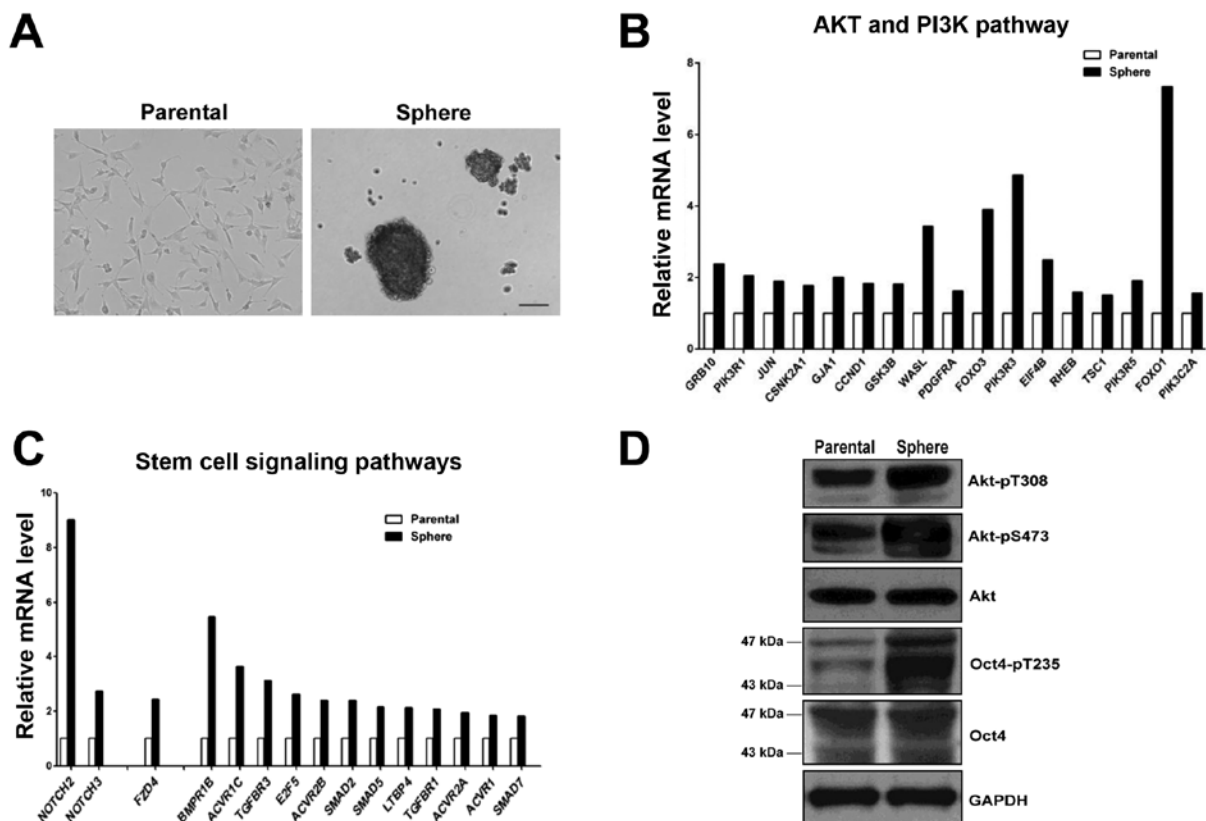 A
Parental
Sphere
B
AKT and PI3K pathway
Parental
Sphere
Relative mRNA level
8
6
4
2
0
GRB10
PIK3R1
JUN
CSNK2A1
GJA1
CCND1
GSK3B
WASL
PDGFRA
FOXO3
PIK3R3
EIF4B
RHEB
TSC1
PIK3R5
FOXO1
PIK3C2A
C
Stem cell signaling pathways
Parental
Sphere
Relative mRNA level
10
8
6
4
2
0
NOTCH2
NOTCH3
FZD4
BMPR1B
ACVR1C
TGFBR3
E2F5
ACVR2B
SMAD2
SMAD5
LTBP4
TGFBR1
ACVR2A
ACVR1
SMAD7
D
Parental Sphere
Akt-pT308
Akt-pS473
Akt
47 kDa
Oct4-pT235
43 kDa
47 kDa
Oct4
43 kDa
GAPDH